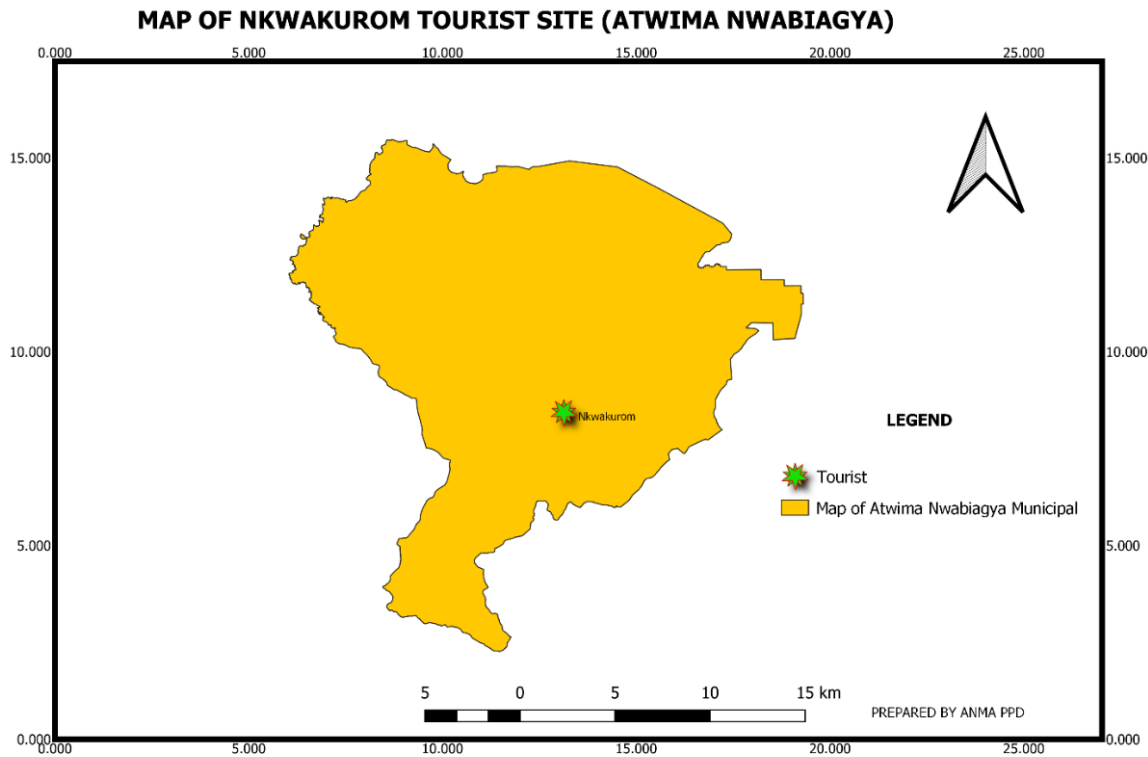 MAP OF NKWAKUROM TOURIST SITE (ATWIMA NWABIAGYA)
0.000 5.000 10.000 15.000 20.000 25.000
15.000 15.000
10.000 10.000
Nkwakurom
LEGEND
Tourist
Map of Atwima Nwabiagya Municipal
5.000 5.000
5 0 5 10 15 km
PREPARED BY ANMA PPD
0.000 0.000
0.000 5.000 10.000 15.000 20.000 25.000